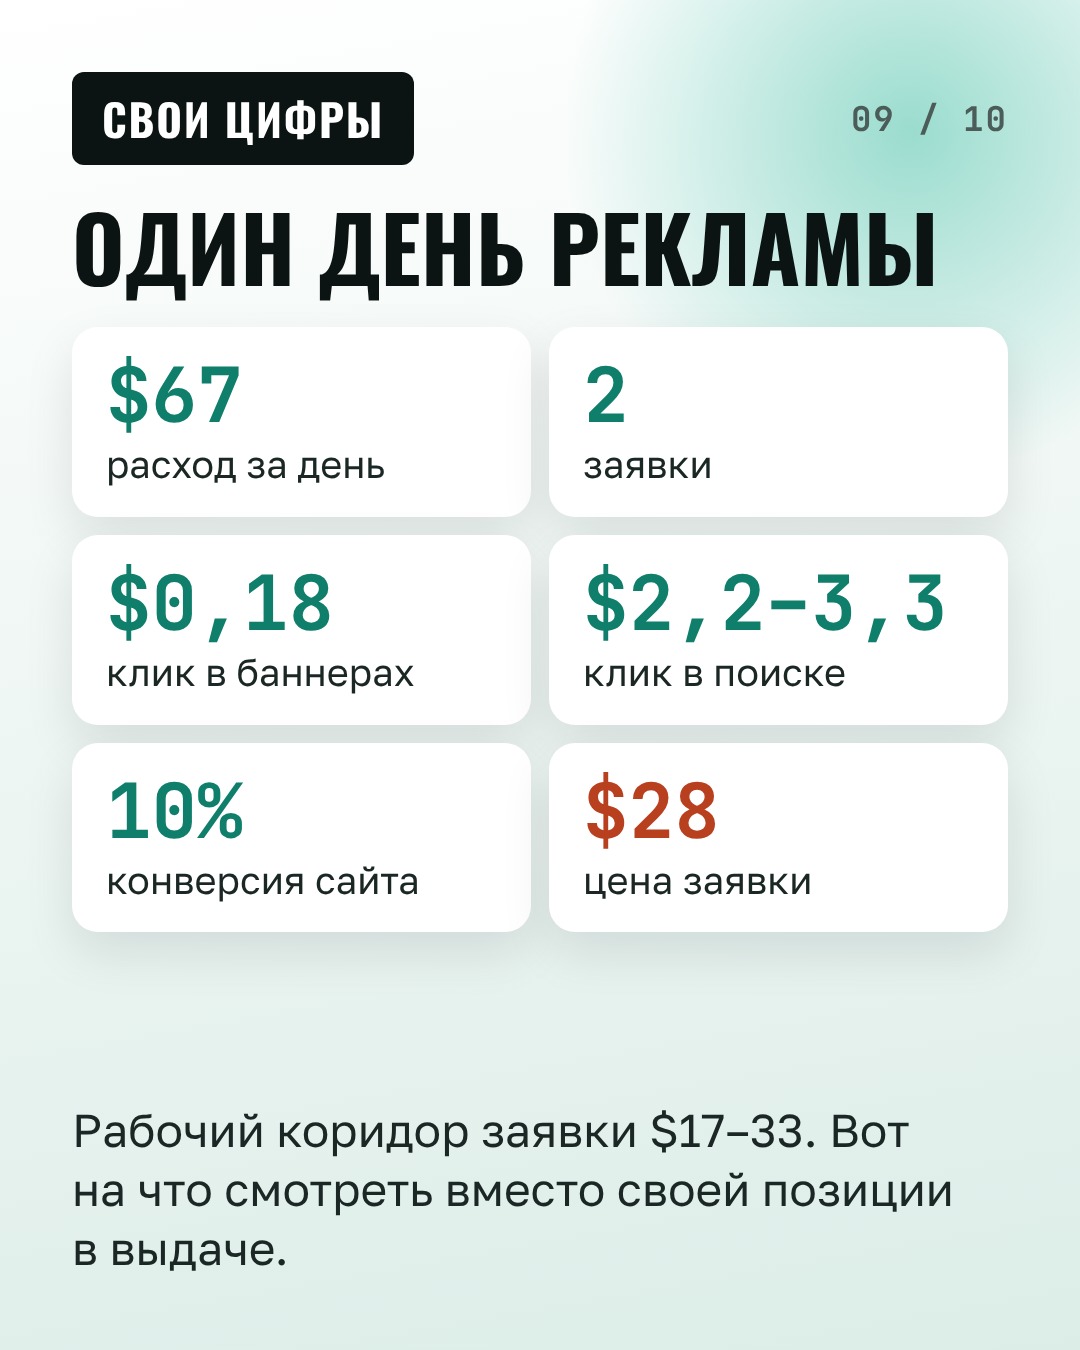 СВОИ ЦИФРЫ
09 / 10
ОДИН ДЕНЬ РЕКЛАМЫ
$67
расход за день
2
заявки
$0,18
клик в баннерах
$2,2–3,3
клик в поиске
10%
конверсия сайта
$28
цена заявки
Рабочий коридор заявки $17–33. Вот
на что смотреть вместо своей позиции
в выдаче.